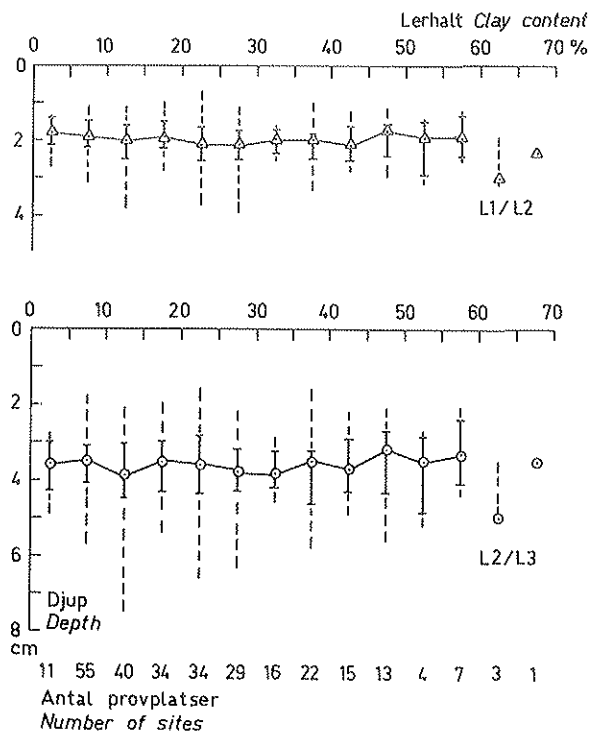 Lerhalt Clay content
0 10 20 30 40 50 60 70 %
0
2
4
L1/L2
0 10 20 30 40 50 60 70
0
2
4
6
8
cm
L2/L3
Djup
Depth
11 55 40 34 34 29 16 22 15 13 4 7 3 1
Antal provplatser
Number of sites